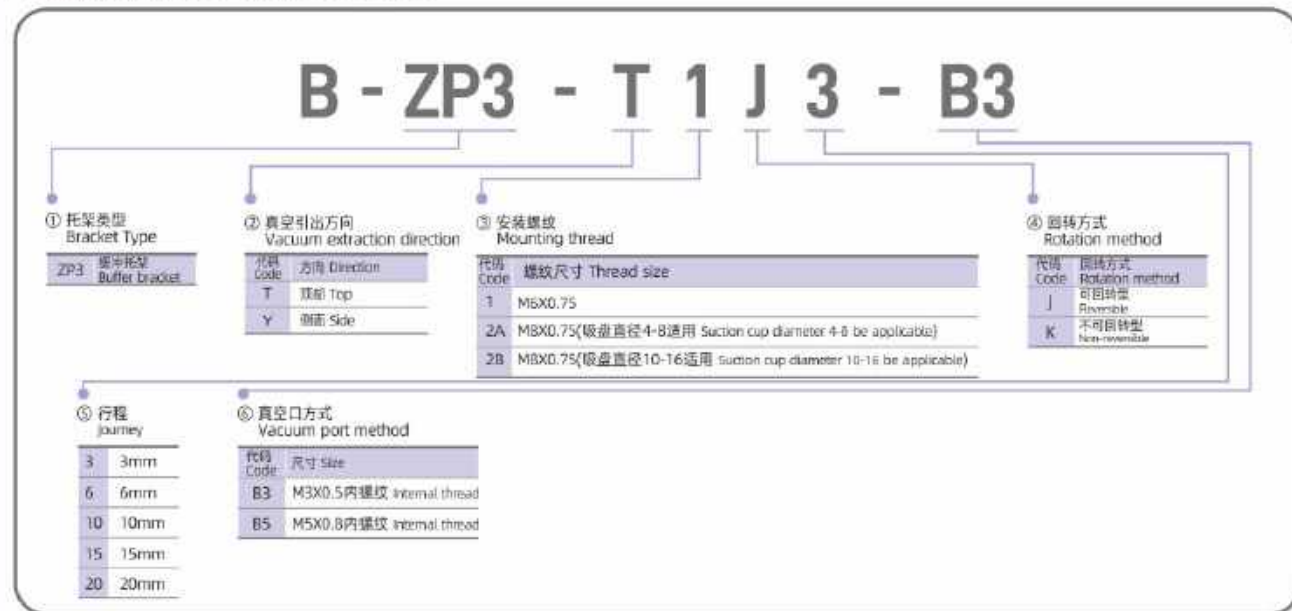 B - ZP3 - T 1 J 3 - B3
① 托架类型
Bracket Type
ZP3 缓冲托架
Buffer bracket
② 真空引出方向
Vacuum extraction direction
代码 Code 方向 Direction
T 顶部 Top
Y 侧面 Side
③ 安装螺纹
Mounting thread
代码 Code 螺纹尺寸 Thread size
1 M6X0.75
2A M8X0.75(吸盘直径4-8适用 Suction cup diameter 4-8 be applicable)
2B M8X0.75(吸盘直径10-16适用 Suction cup diameter 10-16 be applicable)
④ 回转方式
Rotation method
代码 Code 回转方式 Rotation method
J 可回转型 Reversible
K 不可回转型 Non-reversible
⑤ 行程
Journey
3 3mm
6 6mm
10 10mm
15 15mm
20 20mm
⑥ 真空口方式
Vacuum port method
代码 Code 尺寸 Size
B3 M3X0.5内螺纹 Internal thread
B5 M5X0.8内螺纹 Internal thread